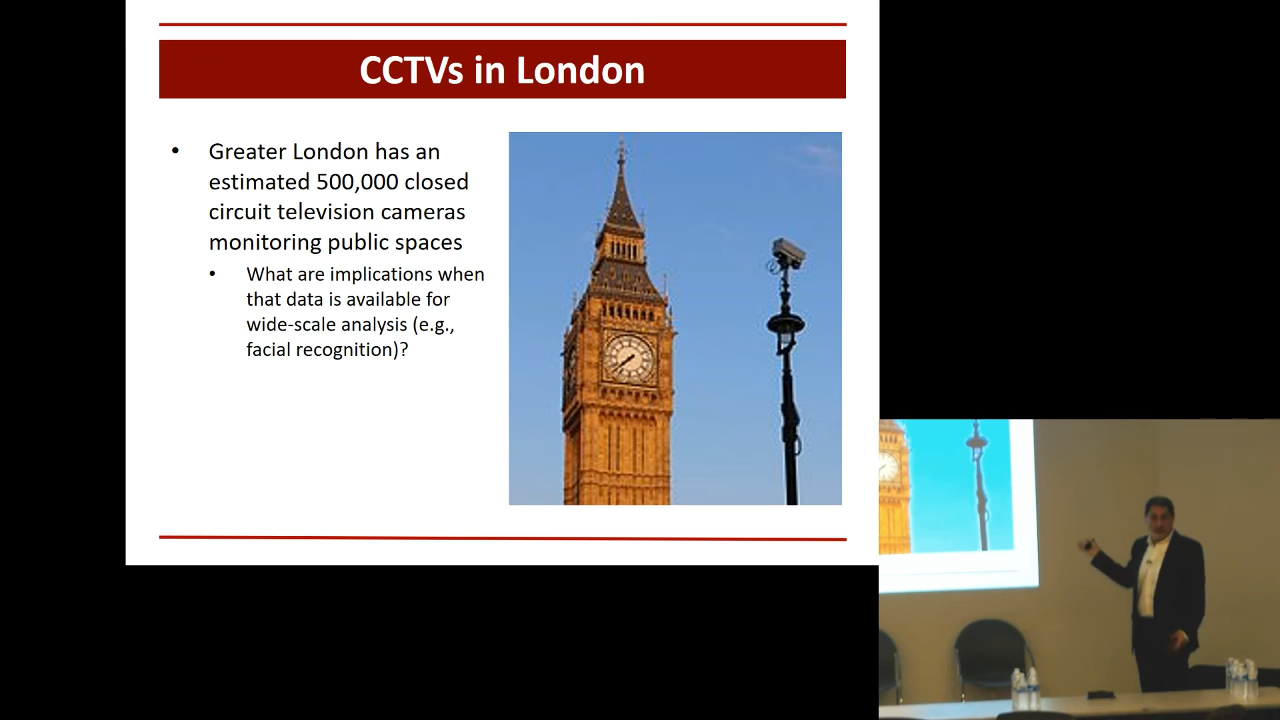 CCTVs in London
• Greater London has an
estimated 500,000 closed
circuit television cameras
monitoring public spaces
• What are implications when
that data is available for
wide-scale analysis (e.g.,
facial recognition)?